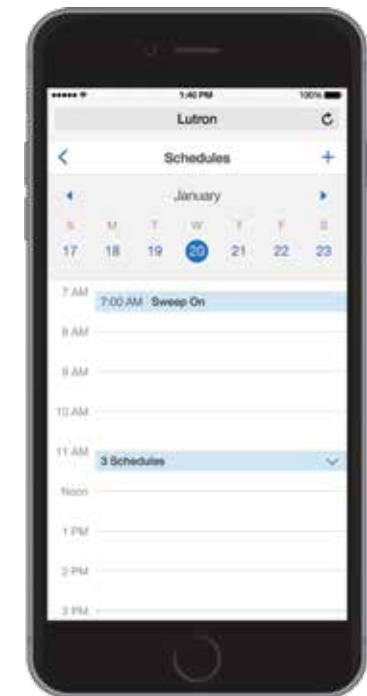 1:40 PM 100%
Lutron
Schedules
January
S M T W T F S
17 18 19 20 21 22 23
7 AM
7:00 AM Sweep On
8 AM
9 AM
10 AM
11 AM
3 Schedules
Noon
1 PM
2 PM
3 PM